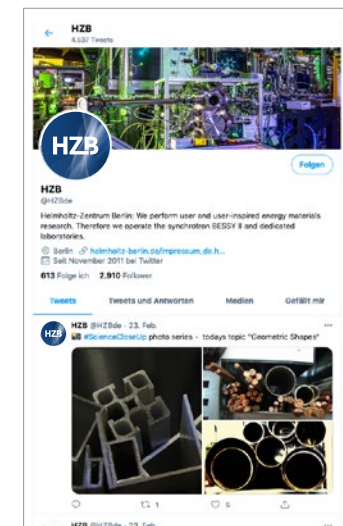 HZB
4.537 Tweets
HZB
Folgen
HZB
@HZBde
Helmholtz-Zentrum Berlin: We perform user and user-inspired energy materials
research. Therefore we operate the synchrotron BESSY II and dedicated
laboratories.
Berlin helmholtz-berlin.de/impressum_de.h...
Seit November 2011 bei Twitter
613 Folge ich 2.910 Follower
Tweets Tweets und Antworten Medien Gefällt mir
HZB
HZB @HZBde · 23. Feb.
#ScienceCloseUp photo series - todays topic "Geometric Shapes"
1 5
HZB @HZBde · 23. Feb.